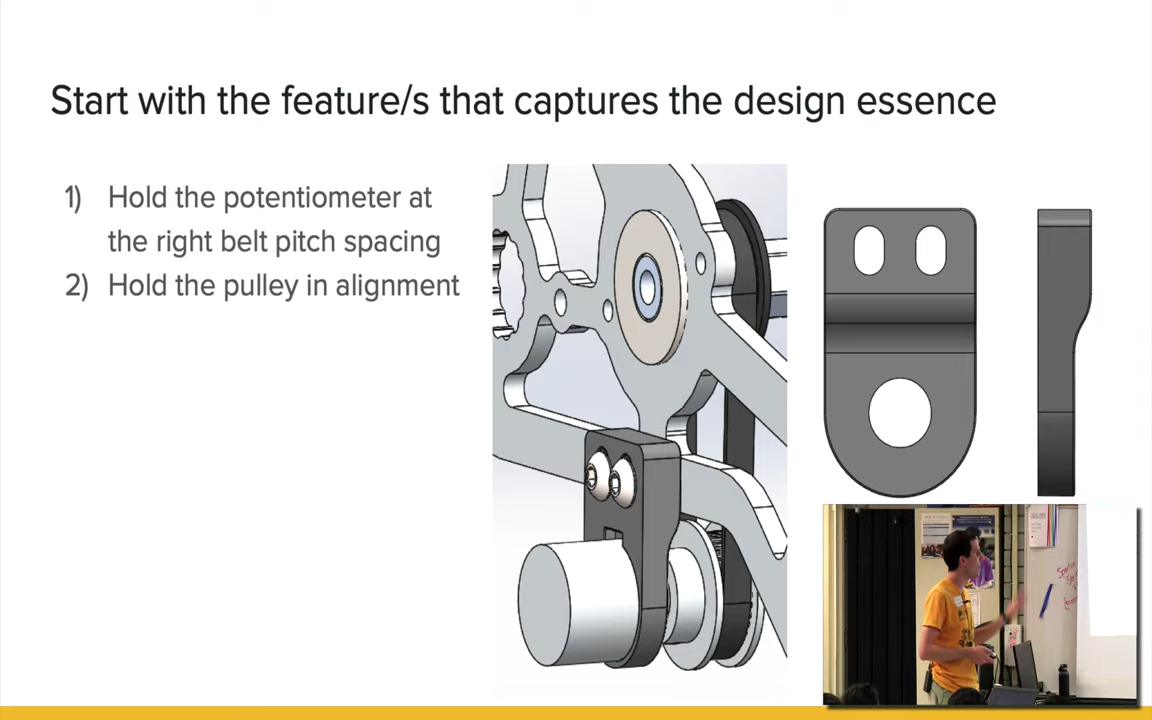 Start with the feature/s that captures the design essence
1) Hold the potentiometer at
the right belt pitch spacing
2) Hold the pulley in alignment